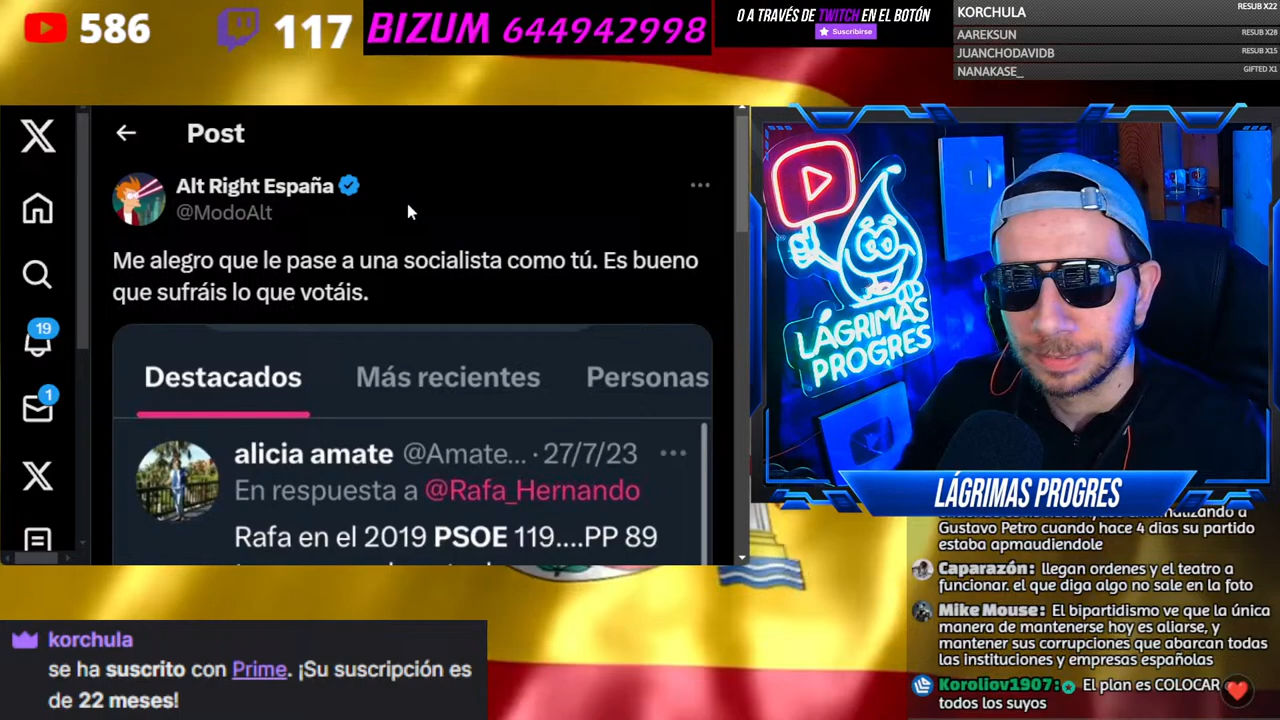 586
117
BIZUM 644942998
O A TRAVÉS DE TWITCH EN EL BOTÓN
Suscribirse
KORCHULA RESUB X22
AAREKSUN RESUB X28
JUANCHODAVIDB RESUB X15
NANAKASE_ GIFTED X1
Post
Alt Right España
@ModoAlt
Me alegro que le pase a una socialista como tú. Es bueno
que sufráis lo que votáis.
19
1
Destacados Más recientes Personas
alicia amate @Amate... · 27/7/23
En respuesta a @Rafa_Hernando
Rafa en el 2019 PSOE 119....PP 89
LÁGRIMAS
PROGRES
LÁGRIMAS PROGRES
Gustavo Petro cuando hace 4 dias su partido
estaba apmaudiendole
Caparazón: llegan ordenes y el teatro a
funcionar. el que diga algo no sale en la foto
Mike Mouse: El bipartidismo ve que la única
manera de mantenerse hoy es aliarse, y
mantener sus corrupciones que abarcan todas
las instituciones y empresas españolas
Koroliov1907: El plan es COLOCAR
todos los suyos
korchula
se ha suscrito con Prime. ¡Su suscripción es
de 22 meses!